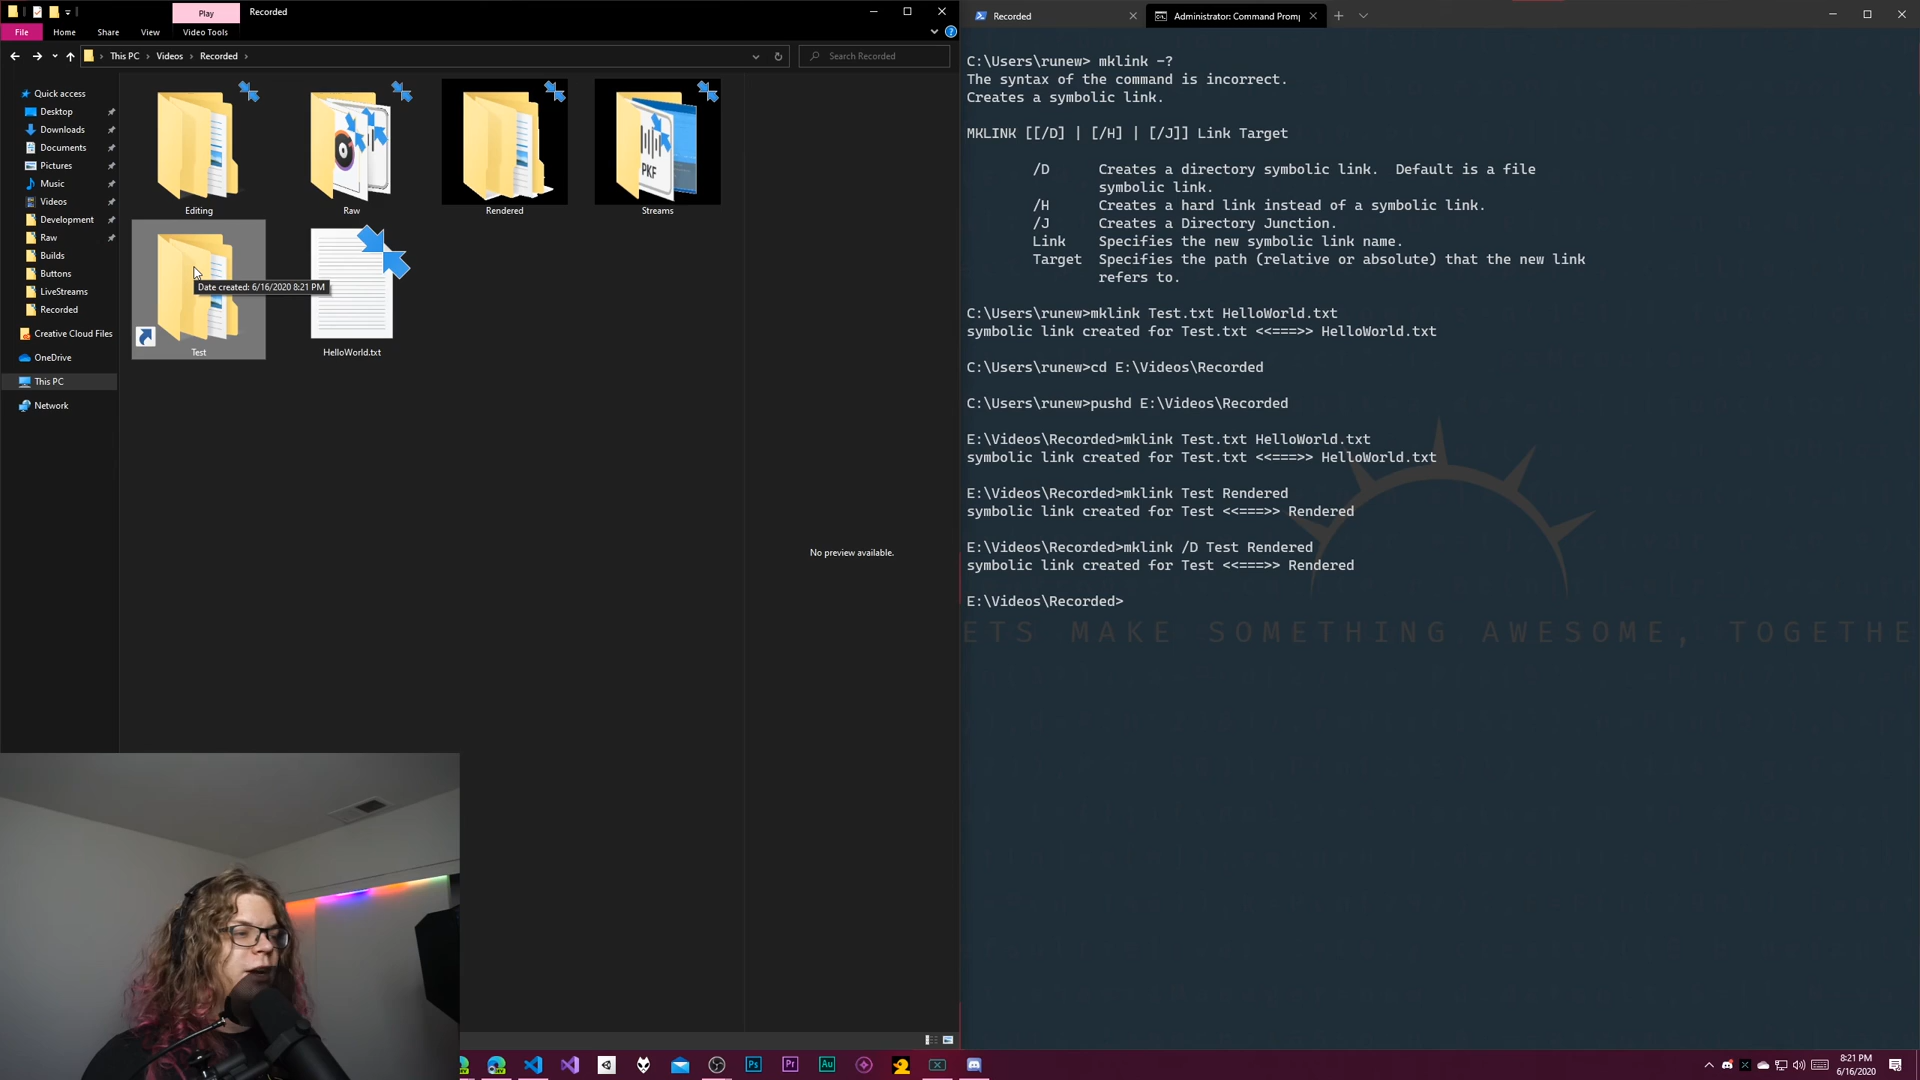 Play
Recorded
File
Home
Share
View
Video Tools
This PC
Videos
Recorded
Search Recorded
Quick access
Desktop
Downloads
Documents
Pictures
Music
Videos
Development
Raw
Builds
Buttons
LiveStreams
Recorded
Creative Cloud Files
OneDrive
This PC
Network
PKF
Editing
Raw
Rendered
Streams
Date created: 6/16/2020 8:21 PM
Test
HelloWorld.txt
No preview available.
Recorded
Administrator: Command Promp
C:\Users\runew> mklink -?
The syntax of the command is incorrect.
Creates a symbolic link.
MKLINK [[/D] | [/H] | [/J]] Link Target
/D Creates a directory symbolic link. Default is a file
symbolic link.
/H Creates a hard link instead of a symbolic link.
/J Creates a Directory Junction.
Link Specifies the new symbolic link name.
Target Specifies the path (relative or absolute) that the new link
refers to.
C:\Users\runew>mklink Test.txt HelloWorld.txt
symbolic link created for Test.txt <<===>> HelloWorld.txt
C:\Users\runew>cd E:\Videos\Recorded
C:\Users\runew>pushd E:\Videos\Recorded
E:\Videos\Recorded>mklink Test.txt HelloWorld.txt
symbolic link created for Test.txt <<===>> HelloWorld.txt
E:\Videos\Recorded>mklink Test Rendered
symbolic link created for Test <<===>> Rendered
E:\Videos\Recorded>mklink /D Test Rendered
symbolic link created for Test <<===>> Rendered
E:\Videos\Recorded>
ETS MAKE SOMETHING AWESOME, TOGETHE
Ps
Pr
Au
8:21 PM
6/16/2020